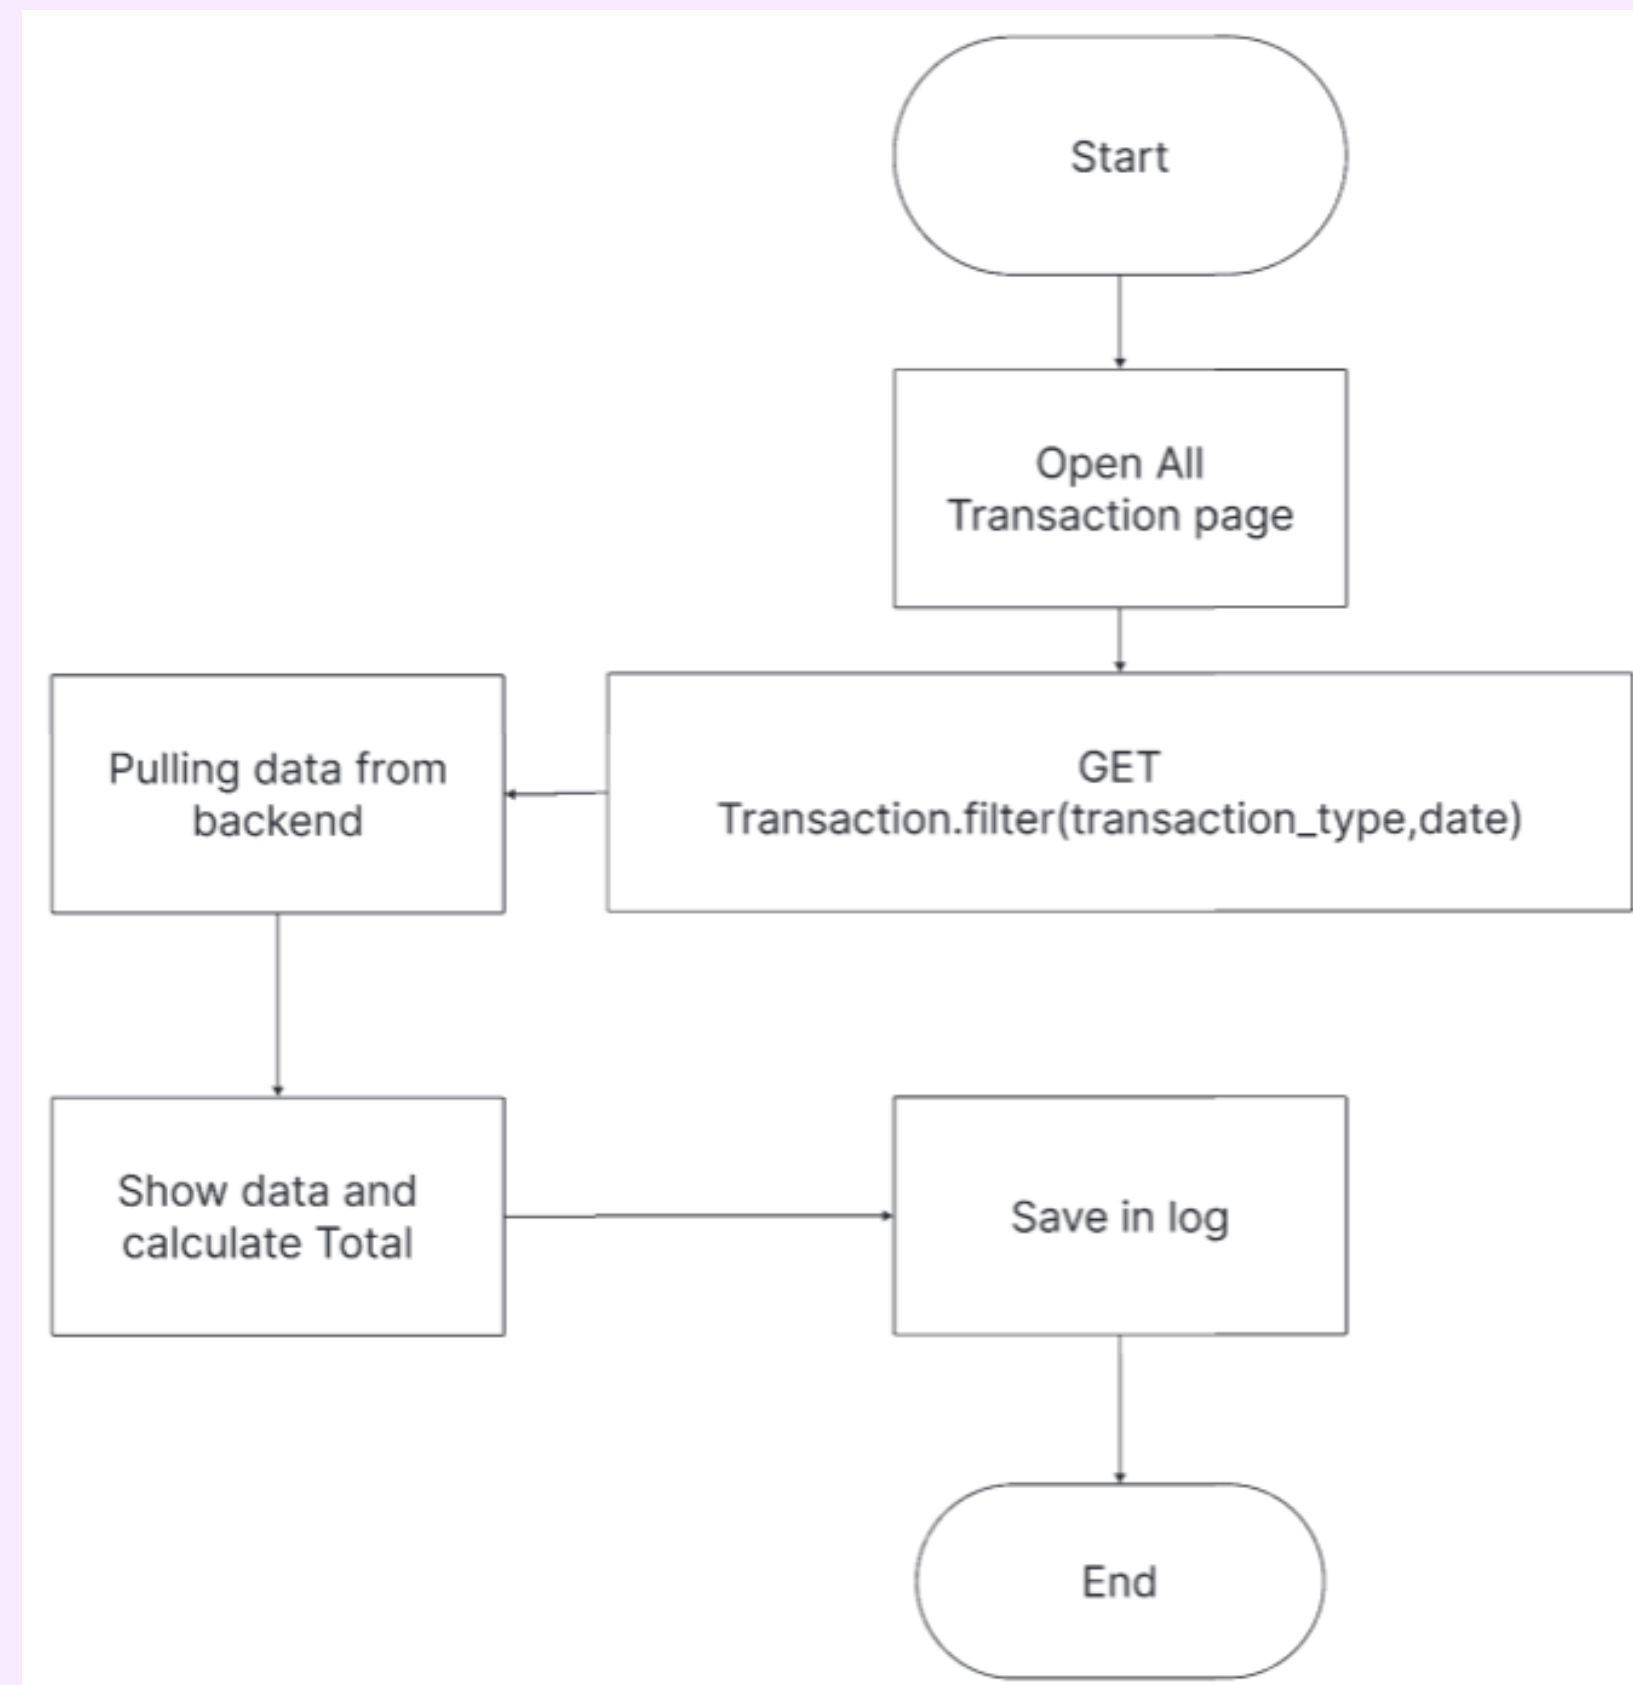 Start
Open All
Transaction page
GET
Transaction.filter(transaction_type,date)
Pulling data from
backend
Show data and
calculate Total
Save in log
End